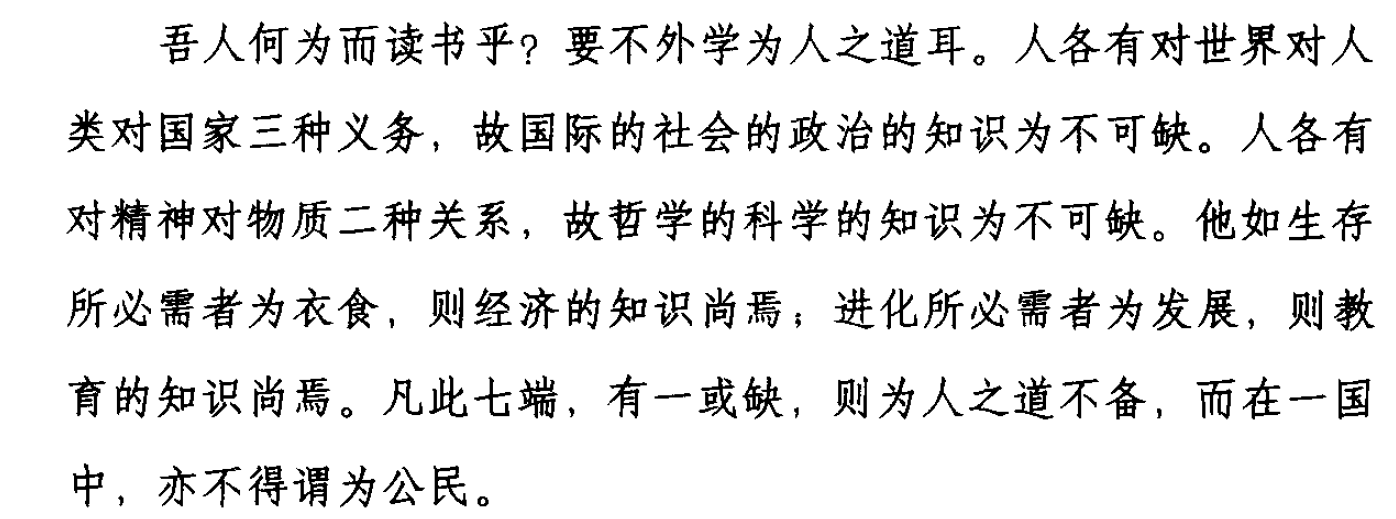 吾人何为而读书乎?要不外学为人之道耳。人各有对世界对人
类对国家三种义务,故国际的社会的政治的知识为不可缺。人各有
对精神对物质二种关系,故哲学的科学的知识为不可缺。他如生存
所必需者为衣食,则经济的知识尚焉;进化所必需者为发展,则教
育的知识尚焉。凡此七端,有一或缺,则为人之道不备,而在一国
中,亦不得谓为公民。